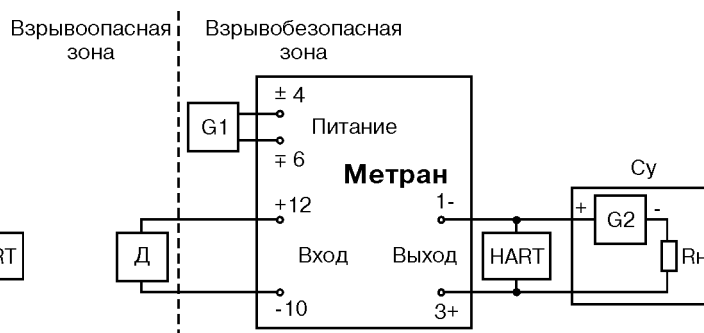 Взрывоопасная
зона
Взрывобезопасная
зона
± 4
G1
Питание
∓ 6
Метран
Су
+12
1-
+
G2
-
RT
Д
Вход
Выход
HART
Rн
-10
3+